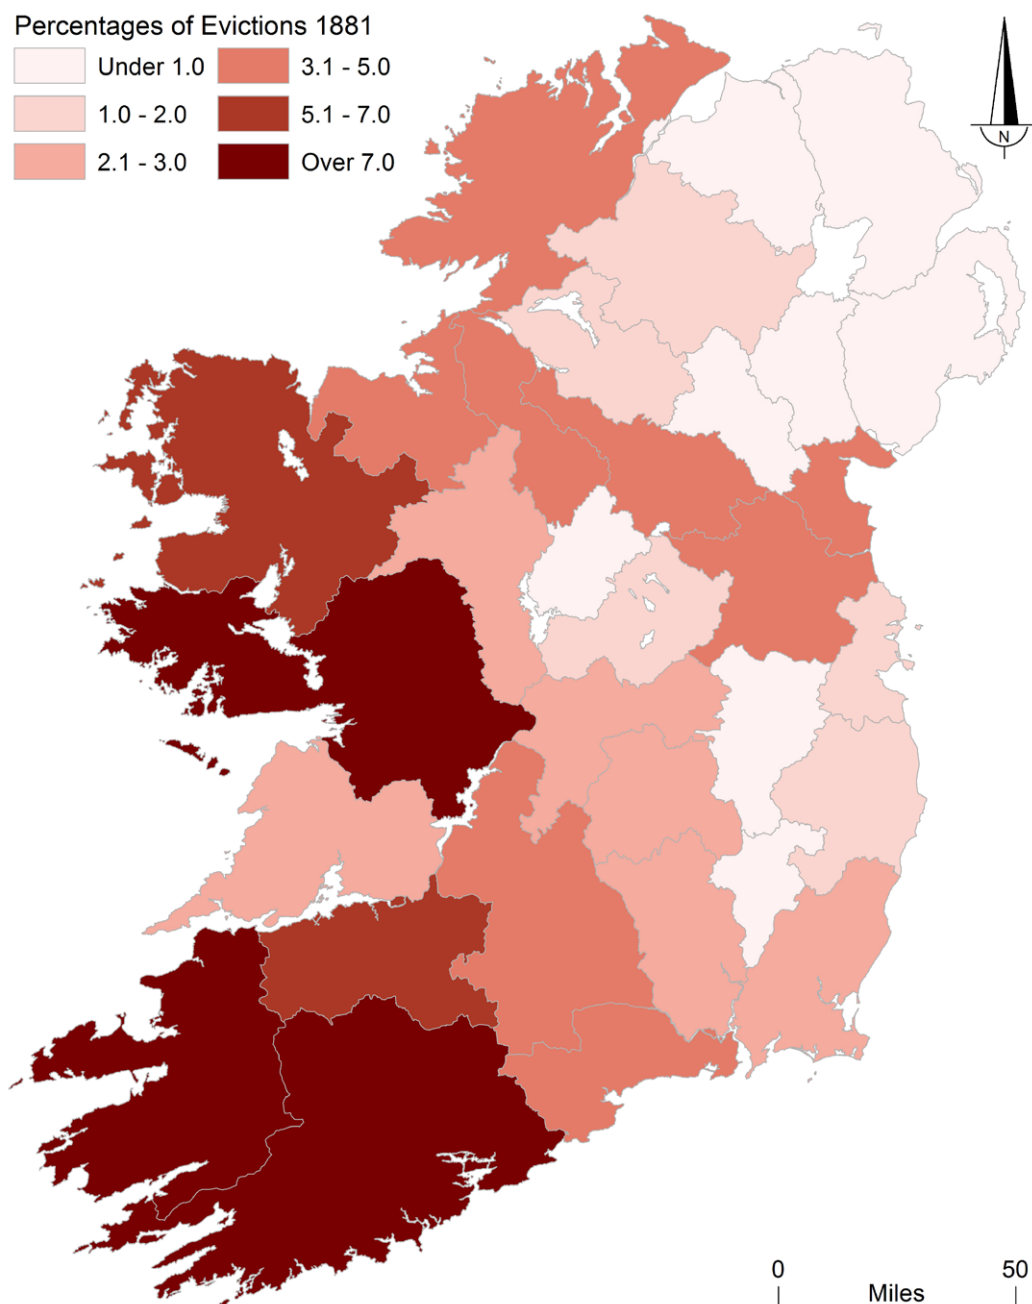 Percentages of Evictions 1881
Under 1.0
3.1 - 5.0
1.0 - 2.0
5.1 - 7.0
2.1 - 3.0
Over 7.0
N
0
50
Miles